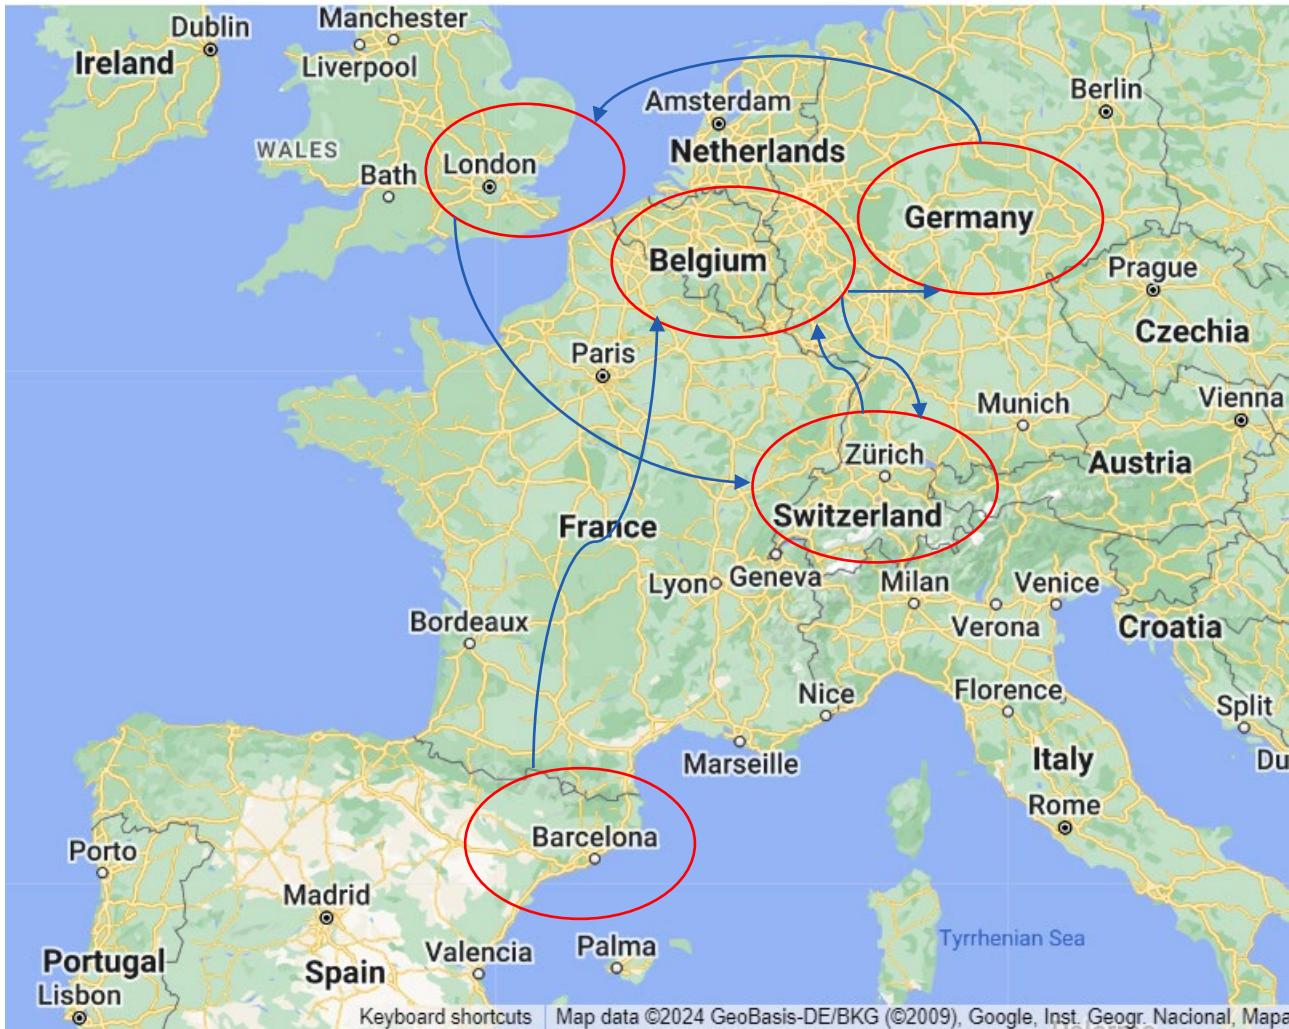 Dublin
Manchester
Ireland
Liverpool
Berlin
Amsterdam
WALES
Netherlands
London
Bath
Germany
Belgium
Prague
Czechia
Paris
Munich
Vienna
Zürich
Austria
Switzerland
France
Lyon
Geneva
Milan
Venice
Bordeaux
Verona
Croatia
Nice
Florence
Split
Marseille
Italy
Du
Rome
Barcelona
Porto
Madrid
Valencia
Palma
Tyrrhenian Sea
Portugal
Spain
Lisbon
Keyboard shortcuts
Map data ©2024 GeoBasis-DE/BKG (©2009), Google, Inst. Geogr. Nacional, Mapa